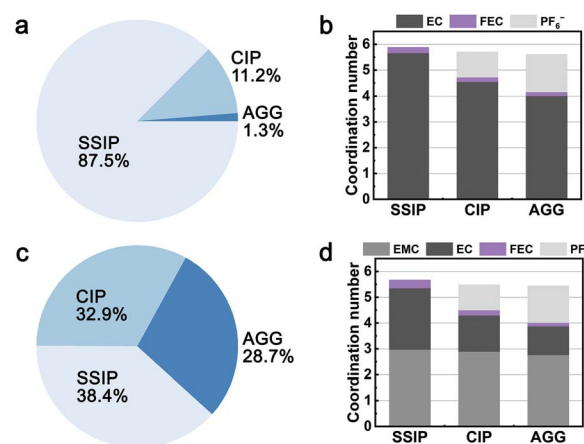 a
CIP
11.2%
AGG
1.3%
SSIP
87.5%
b
EC FEC PF6⁻
Coordination number
6
5
4
3
2
1
0
SSIP CIP AGG
c
CIP
32.9%
AGG
28.7%
SSIP
38.4%
d
EMC EC FEC PF
Coordination number
6
5
4
3
2
1
0
SSIP CIP AGG